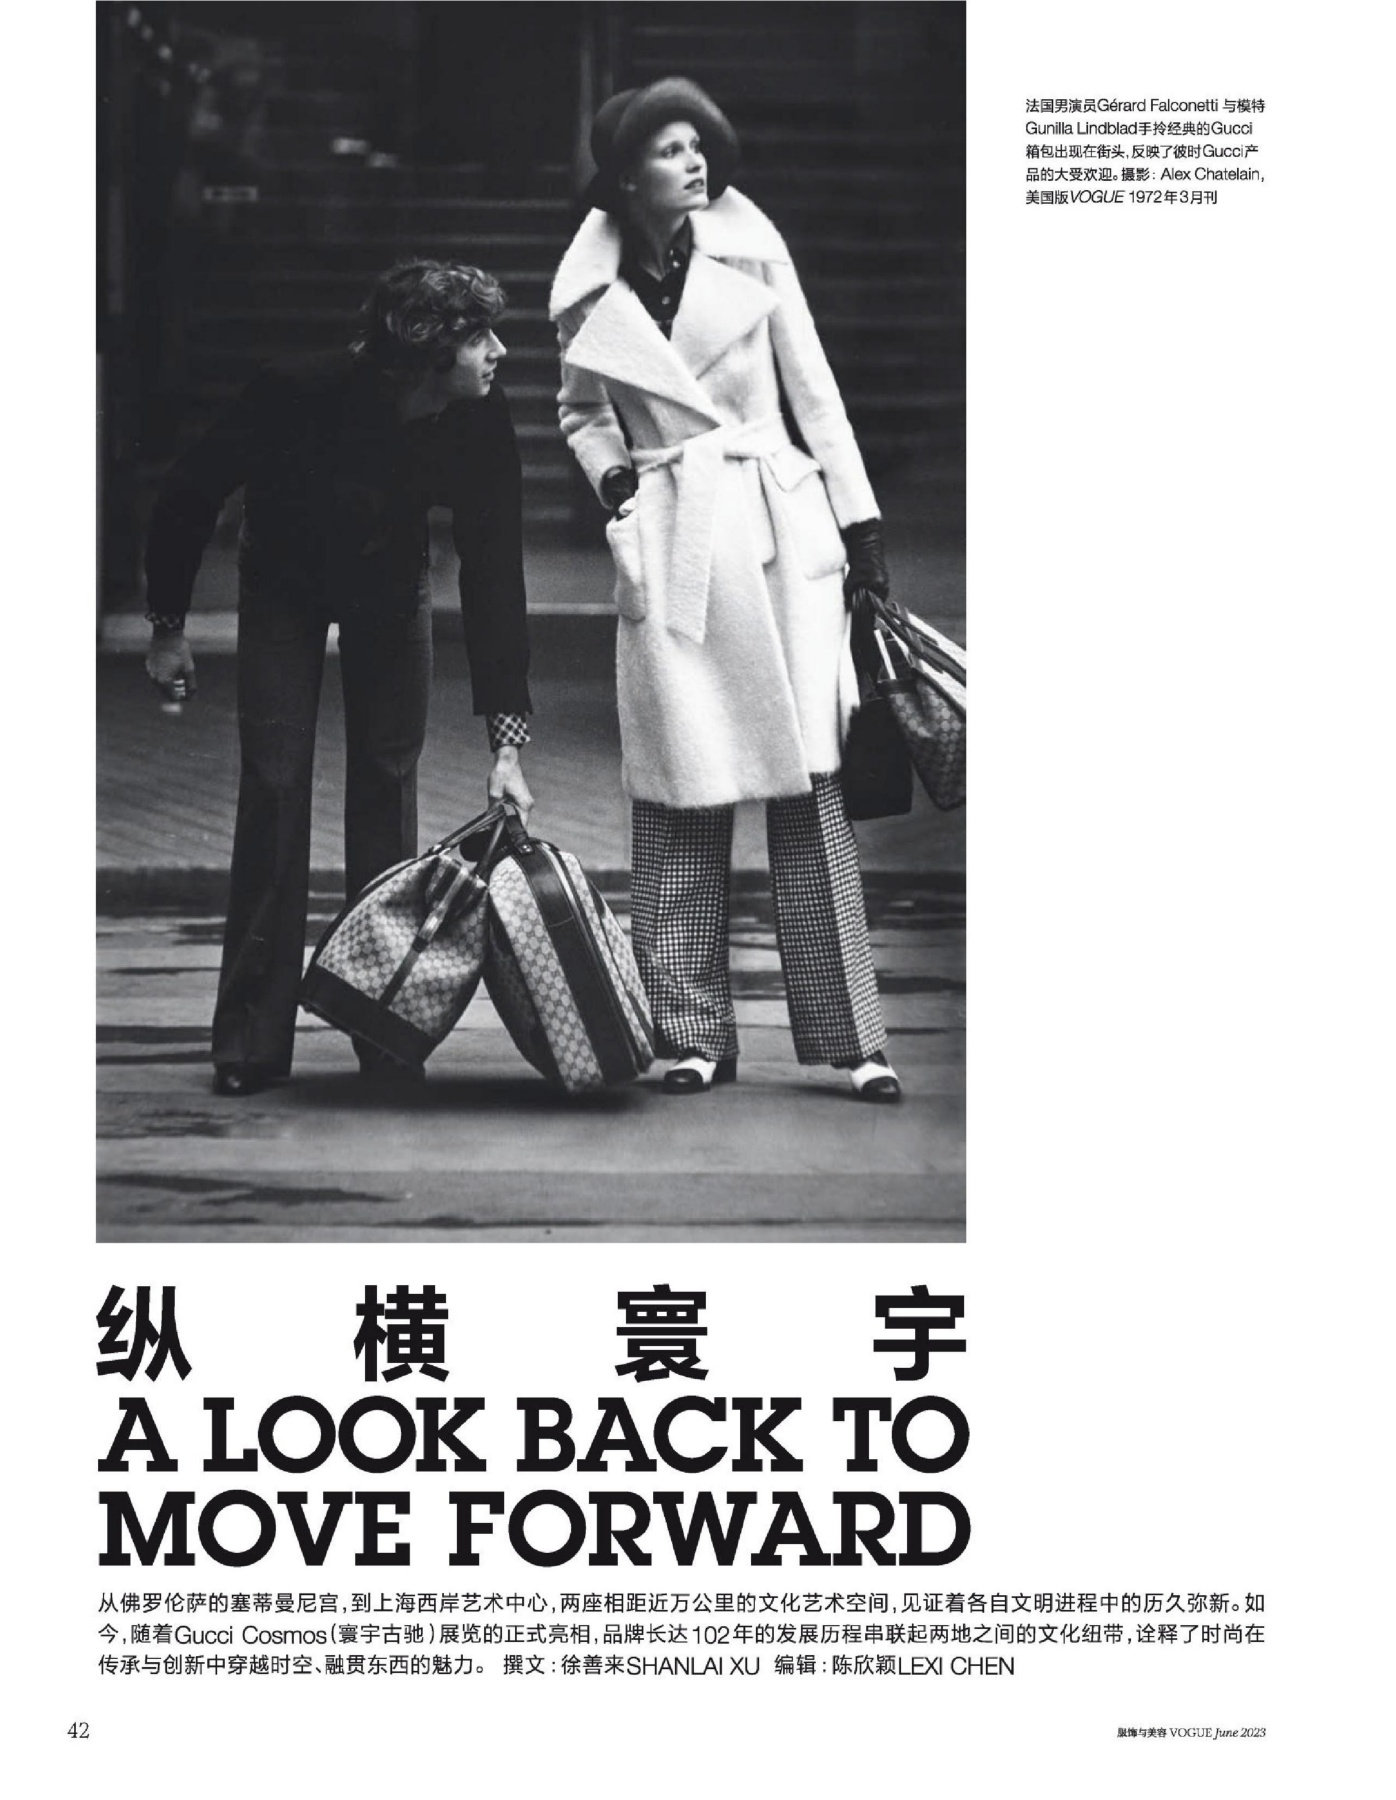 法国男演员Gérard Falconetti 与模特
Gunilla Lindblad手拎经典的Gucci
箱包出现在街头,反映了彼时Gucci产
品的大受欢迎。摄影: Alex Chatelain,
美国版VOGUE 1972年3月刊
纵横寰宇
A LOOK BACK TO
MOVE FORWARD
从佛罗伦萨的塞蒂曼尼宫,到上海西岸艺术中心,两座相距近万公里的文化艺术空间,见证着各自文明进程中的历久弥新。如
今,随着Gucci Cosmos(寰宇古驰)展览的正式亮相,品牌长达102年的发展历程串联起两地之间的文化纽带,诠释了时尚在
传承与创新中穿越时空、融贯东西的魅力。 撰文:徐善来SHANLAI XU 编辑:陈欣颖LEXI CHEN
42
服饰与美容 VOGUE June 2023